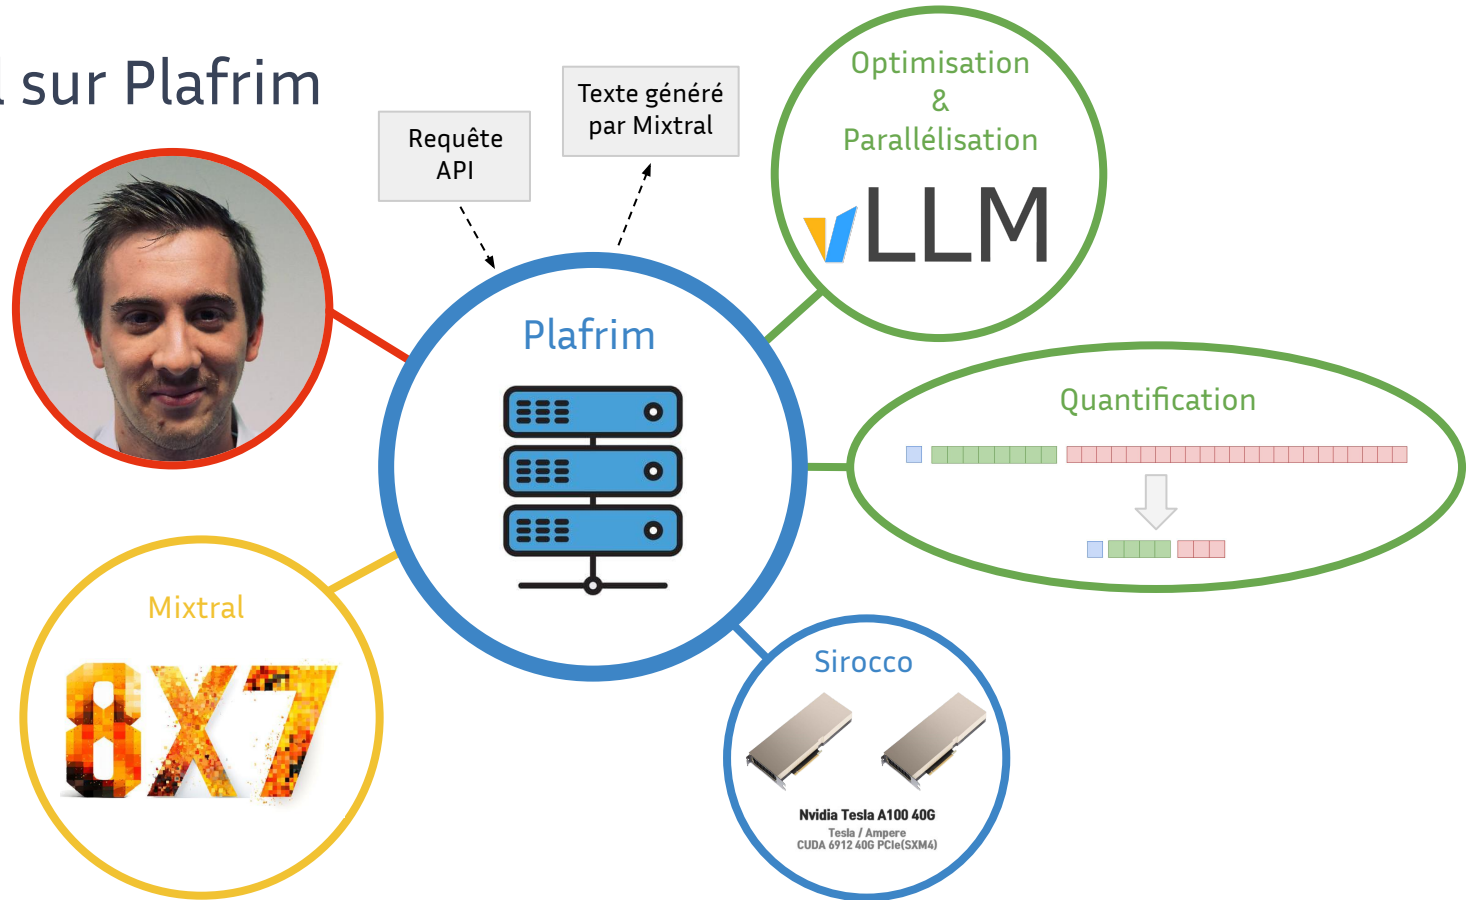 sur Plafrim
Requête
API
Texte généré
par Mixtral
Optimisation
&
Parallélisation
vLLM
Plafrim
Quantification
Mixtral
8X7
Sirocco
Nvidia Tesla A100 40G
Tesla / Ampere
CUDA 6912 40G PCIe(SXM4)